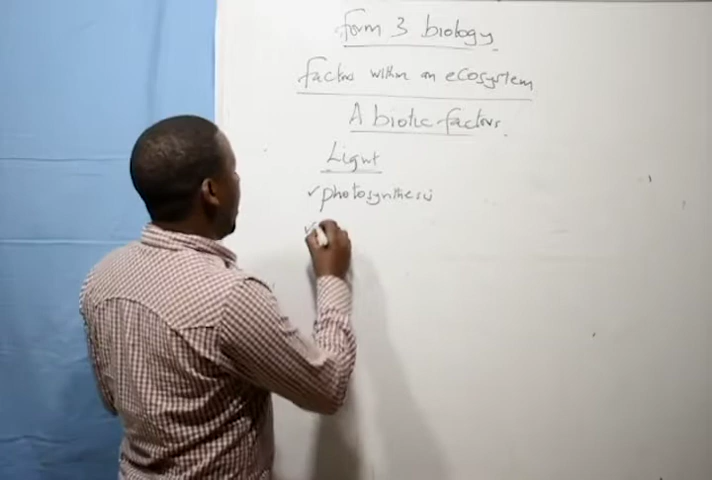 Form 3 biology
factors within an ecosystem
A biotic factors.
Light
✓ photosynthesis
✓